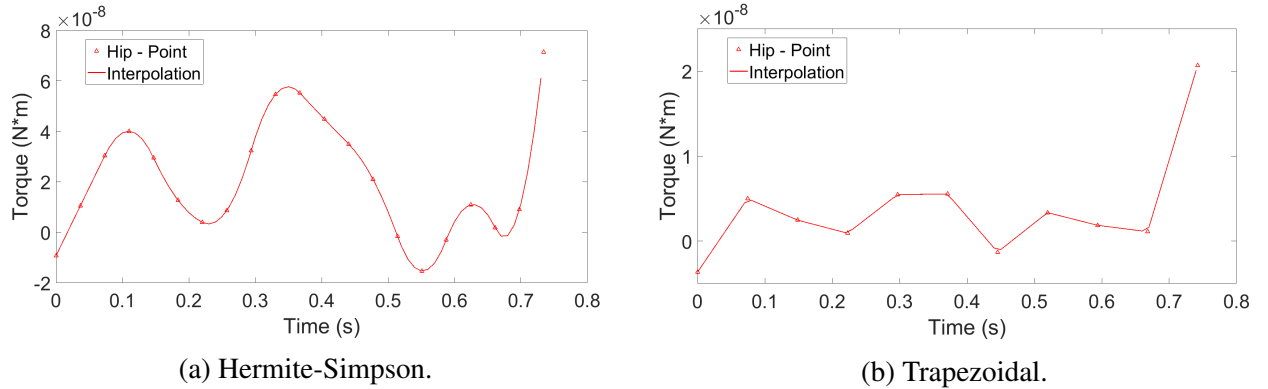 ×10⁻⁸
8
6
4
2
0
-2
Torque (N*m)
Hip - Point
Interpolation
0 0.1 0.2 0.3 0.4 0.5 0.6 0.7 0.8
Time (s)
(a) Hermite-Simpson.
×10⁻⁸
2
1
0
Torque (N*m)
Hip - Point
Interpolation
0 0.1 0.2 0.3 0.4 0.5 0.6 0.7 0.8
Time (s)
(b) Trapezoidal.